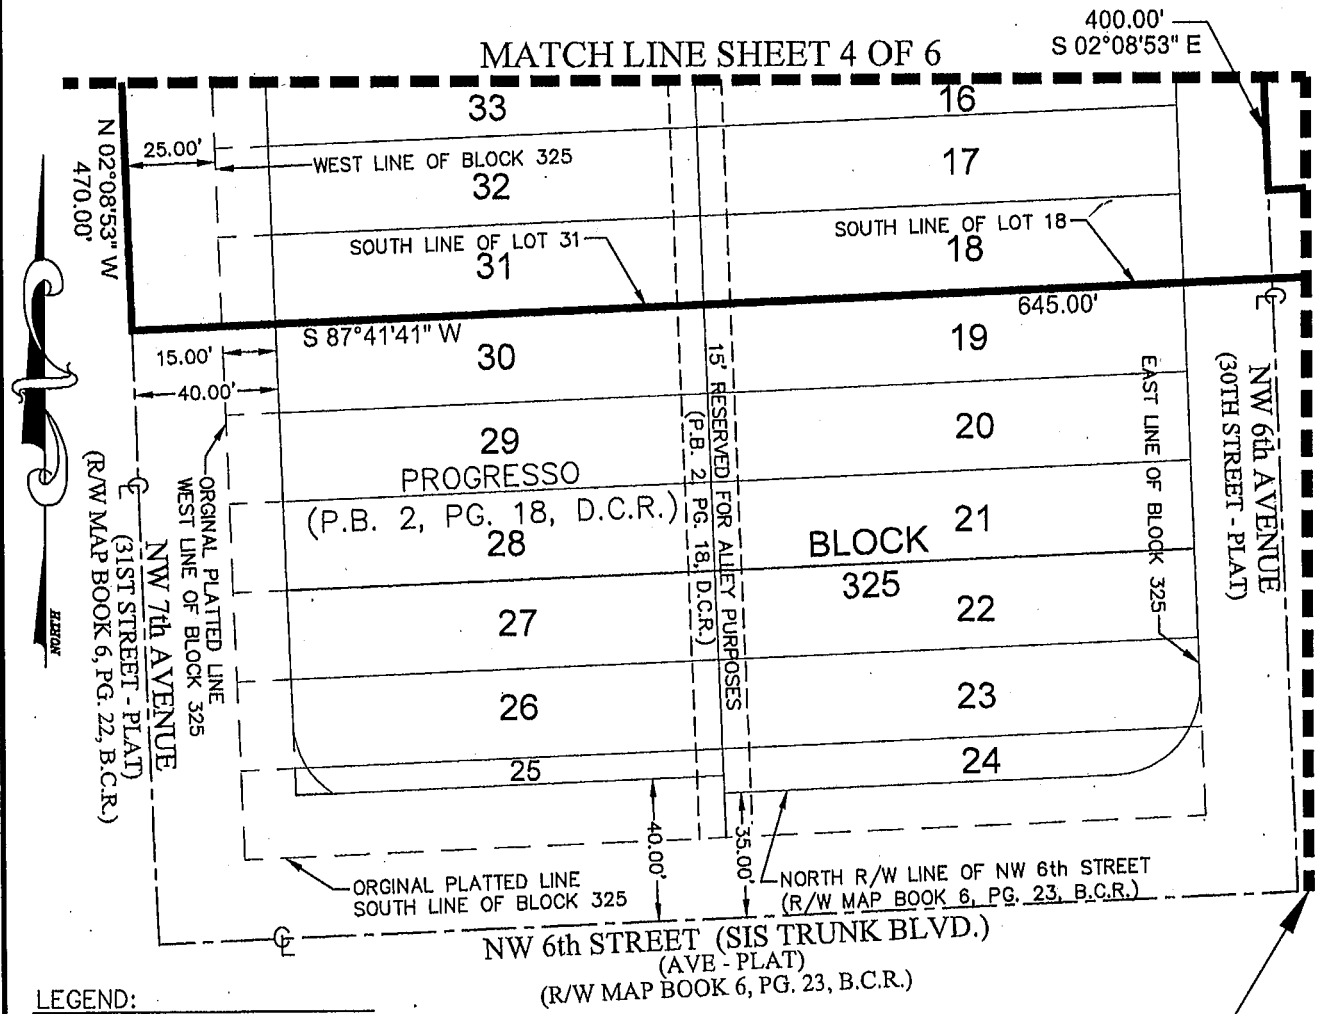 400.00'
S 02°08'53" E
MATCH LINE SHEET 4 OF 6
33
16
N 02°08'53" W
470.00'
25.00'
WEST LINE OF BLOCK 325
32
17
SOUTH LINE OF LOT 31
31
SOUTH LINE OF LOT 18
18
645.00'
S 87°41'41" W
15.00'
40.00'
30
19
29
20
PROGRESSO
(P.B. 2, PG. 18, D.C.R.)
28
21
BLOCK
325
27
22
26
23
25
24
15' RESERVED FOR ALLEY PURPOSES
(P.B. 2, PG. 18, D.C.R.)
EAST LINE OF BLOCK 325
NW 6th AVENUE
(30TH STREET - PLAT)
ORGINAL PLATTED LINE
WEST LINE OF BLOCK 325
NW 7th AVENUE
(31ST STREET - PLAT)
(R/W MAP BOOK 6, PG. 22, B.C.R.)
NORTH
40.00'
35.00'
ORGINAL PLATTED LINE
SOUTH LINE OF BLOCK 325
NORTH R/W LINE OF NW 6th STREET
(R/W MAP BOOK 6, PG. 23, B.C.R.)
NW 6th STREET (SIS TRUNK BLVD.)
(AVE - PLAT)
(R/W MAP BOOK 6, PG. 23, B.C.R.)
LEGEND: